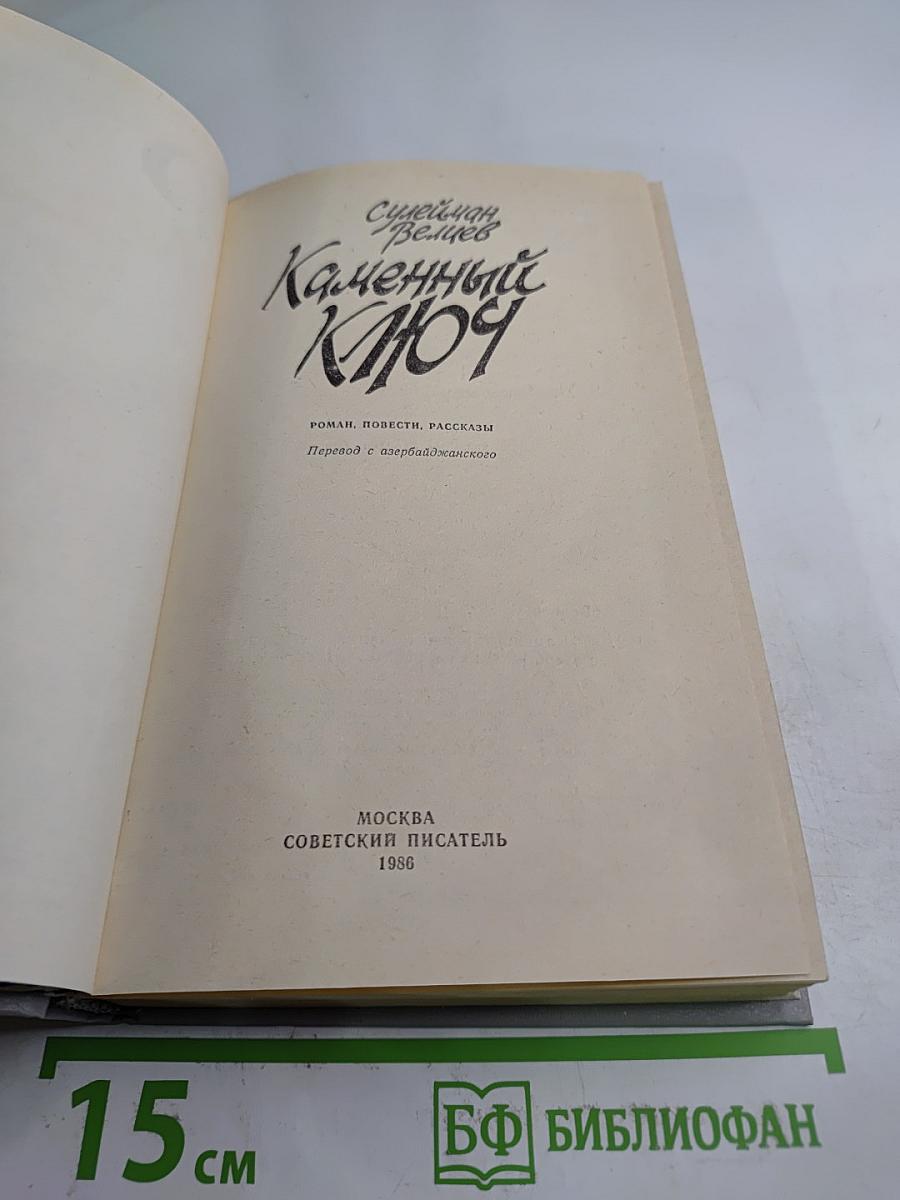 Сулейман
Велиев
Каменный
КЛЮЧ
РОМАН, ПОВЕСТИ, РАССКАЗЫ
Перевод с азербайджанского
МОСКВА
СОВЕТСКИЙ ПИСАТЕЛЬ
1986
15 см
БФ БИБЛИОФАН